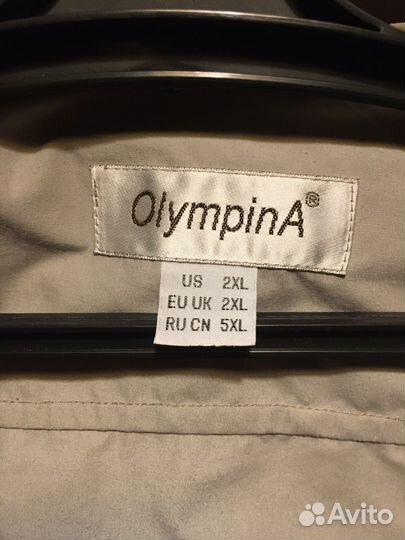 OlympinA®
US 2XL
EU UK 2XL
RU CN 5XL
Avito